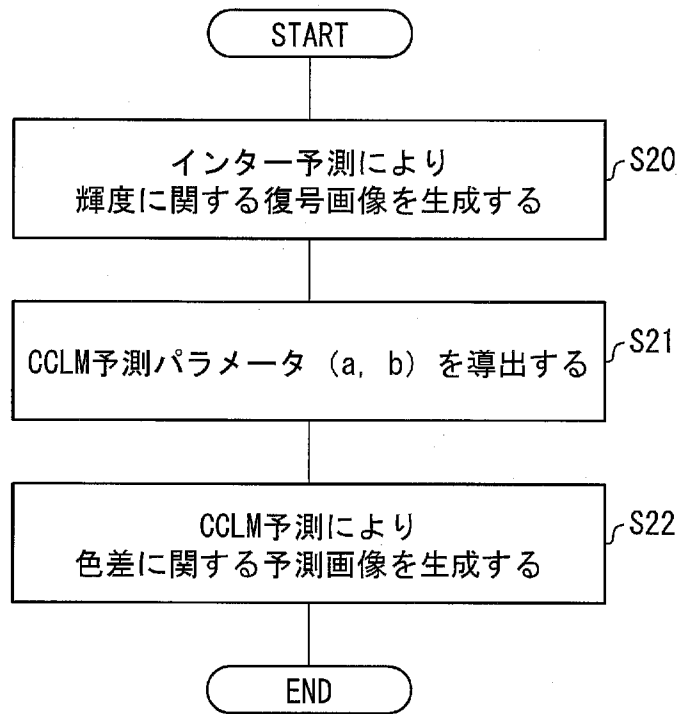 START
インター予測により
輝度に関する復号画像を生成する
S20
CCLM予測パラメータ (a, b) を導出する
S21
CCLM予測により
色差に関する予測画像を生成する
S22
END